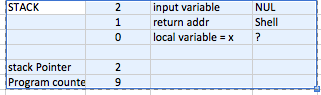 STACK 2 input variable NUL
1 return addr Shell
0 local variable = x ?
stack Pointer 2
Program counte 9